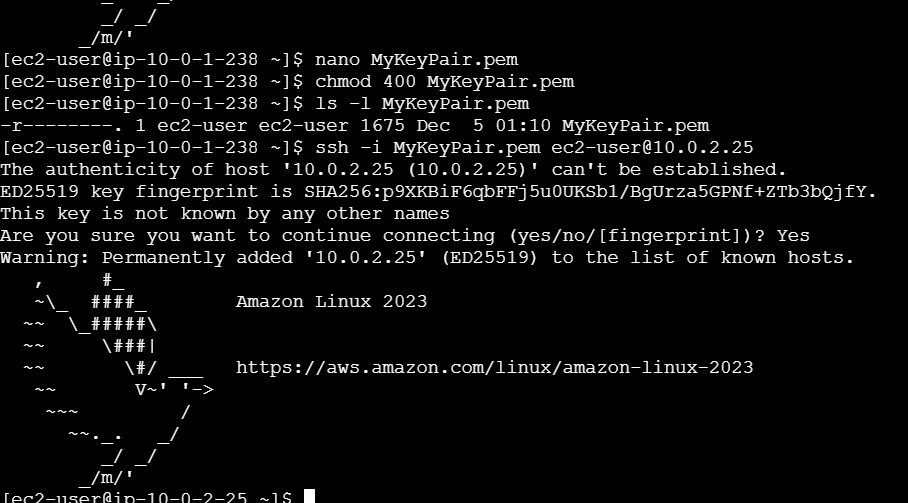 _/ _/
_/m/'
[ec2-user@ip-10-0-1-238 ~]$ nano MyKeyPair.pem
[ec2-user@ip-10-0-1-238 ~]$ chmod 400 MyKeyPair.pem
[ec2-user@ip-10-0-1-238 ~]$ ls -l MyKeyPair.pem
-r--------. 1 ec2-user ec2-user 1675 Dec  5 01:10 MyKeyPair.pem
[ec2-user@ip-10-0-1-238 ~]$ ssh -i MyKeyPair.pem ec2-user@10.0.2.25
The authenticity of host '10.0.2.25 (10.0.2.25)' can't be established.
ED25519 key fingerprint is SHA256:p9XKBiF6qbFFj5u0UKSb1/BgUrza5GPNf+ZTb3bQjfY.
This key is not known by any other names
Are you sure you want to continue connecting (yes/no/[fingerprint])? Yes
Warning: Permanently added '10.0.2.25' (ED25519) to the list of known hosts.
   ,     #_
   ~\_  ####_        Amazon Linux 2023
  ~~  \_#####\
  ~~     \###|
  ~~       \#/ ___   https://aws.amazon.com/linux/amazon-linux-2023
   ~~       V~' '->
    ~~~         /
      ~~._.   _/
         _/ _/
       _/m/'
[ec2-user@ip-10-0-2-25 ~]$